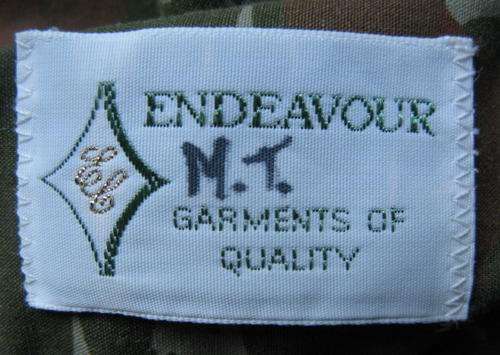 ENDEAVOUR
M.T.
GARMENTS OF
QUALITY